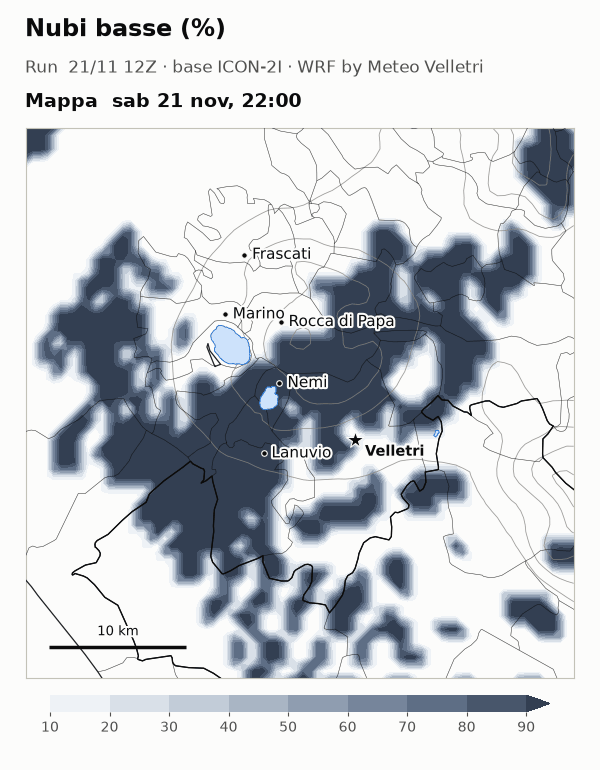 Nubi basse (%)
Run  21/11 12Z · base ICON-2I · WRF by Meteo Velletri
Mappa  sab 21 nov, 22:00
Frascati
Marino
Rocca di Papa
Nemi
Velletri
Lanuvio
10 km
10 20 30 40 50 60 70 80 90